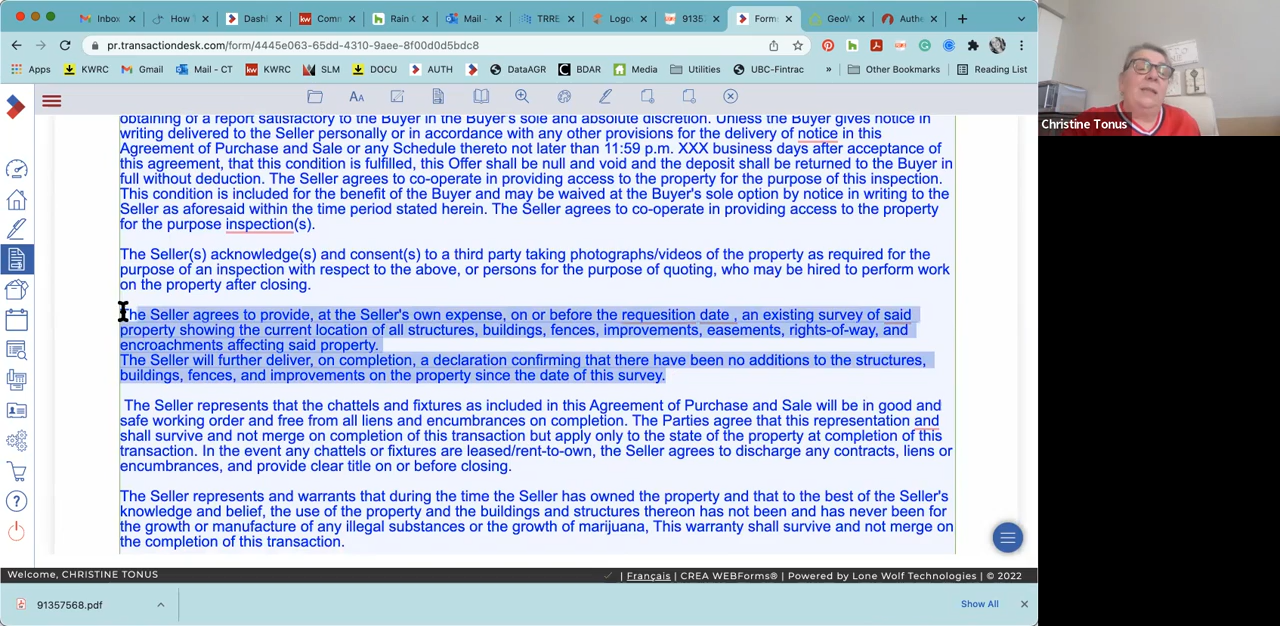 Inbox
How
Dashl
Comn
Rain (
Mail -
TRRE
Logo
9135
Form
GeoV
Authe
pr.transactiondesk.com/form/4445e063-65dd-4310-9aee-8f00d0d5bdc8
Apps KWRC Gmail Mail - CT KWRC SLM DOCU AUTH DataAGR BDAR Media Utilities UBC-Fintrac » Other Bookmarks Reading List
obtaining of a report satisfactory to the Buyer in the Buyer's sole and absolute discretion. Unless the Buyer gives notice in
writing delivered to the Seller personally or in accordance with any other provisions for the delivery of notice in this
Agreement of Purchase and Sale or any Schedule thereto not later than 11:59 p.m. XXX business days after acceptance of
this agreement, that this condition is fulfilled, this Offer shall be null and void and the deposit shall be returned to the Buyer in
full without deduction. The Seller agrees to co-operate in providing access to the property for the purpose of this inspection.
This condition is included for the benefit of the Buyer and may be waived at the Buyer's sole option by notice in writing to the
Seller as aforesaid within the time period stated herein. The Seller agrees to co-operate in providing access to the property
for the purpose inspection(s).
The Seller(s) acknowledge(s) and consent(s) to a third party taking photographs/videos of the property as required for the
purpose of an inspection with respect to the above, or persons for the purpose of quoting, who may be hired to perform work
on the property after closing.
The Seller agrees to provide, at the Seller's own expense, on or before the requesition date , an existing survey of said
property showing the current location of all structures, buildings, fences, improvements, easements, rights-of-way, and
encroachments affecting said property.
The Seller will further deliver, on completion, a declaration confirming that there have been no additions to the structures,
buildings, fences, and improvements on the property since the date of this survey.
The Seller represents that the chattels and fixtures as included in this Agreement of Purchase and Sale will be in good and
safe working order and free from all liens and encumbrances on completion. The Parties agree that this representation and
shall survive and not merge on completion of this transaction but apply only to the state of the property at completion of this
transaction. In the event any chattels or fixtures are leased/rent-to-own, the Seller agrees to discharge any contracts, liens or
encumbrances, and provide clear title on or before closing.
The Seller represents and warrants that during the time the Seller has owned the property and that to the best of the Seller's
knowledge and belief, the use of the property and the buildings and structures thereon has not been and has never been for
the growth or manufacture of any illegal substances or the growth of marijuana, This warranty shall survive and not merge on
the completion of this transaction.
Welcome, CHRISTINE TONUS
| Français | CREA WEBForms® | Powered by Lone Wolf Technologies | © 2022
91357568.pdf
Show All
Christine Tonus